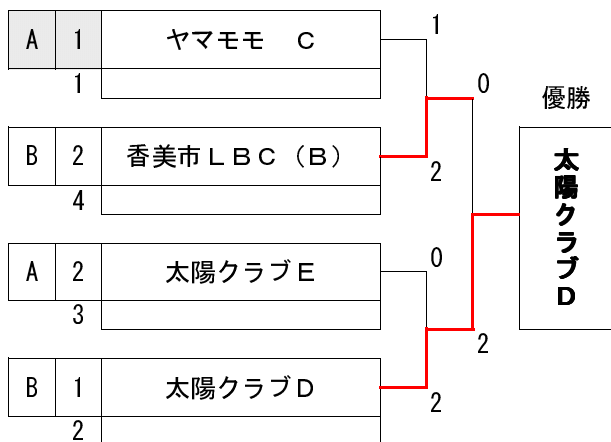 A 1 ヤマモモ　Ｃ 1
1
0
優勝
B 2 香美市ＬＢＣ（Ｂ） 2
4
太陽クラブＤ
A 2 太陽クラブＥ 0
3
2
B 1 太陽クラブＤ 2
2